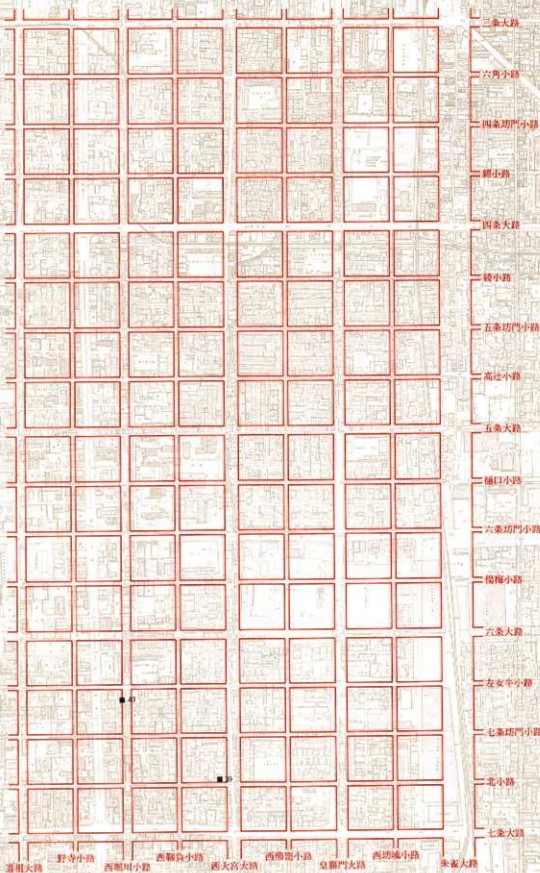 三条大路
六角小路
四条坊門小路
錦小路
四条大路
綾小路
五条坊門小路
高辻小路
五条大路
樋口小路
六条坊門小路
楊梅小路
六条大路
左女牛小路
43
七条坊門小路
39
北小路
七条大路
道祖大路
野寺小路
西堀川小路
西靱負小路
西大宮大路
西櫛笥小路
皇嘉門大路
西坊城小路
朱雀大路